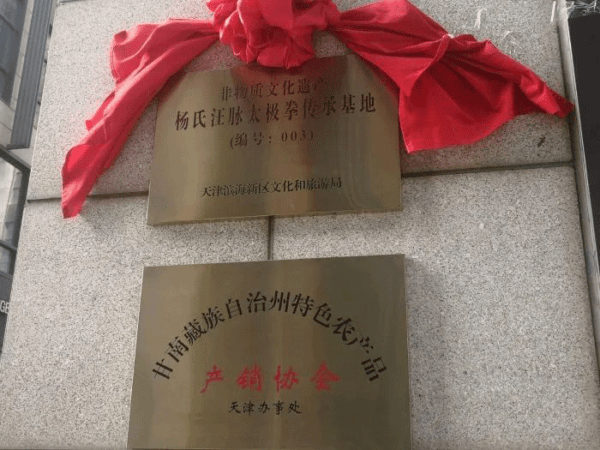 非物质文化遗产
杨氏汪脉太极拳传承基地
(编号：003)
天津滨海新区文化和旅游局
甘南藏族自治州特色农产品
产销协会
天津办事处